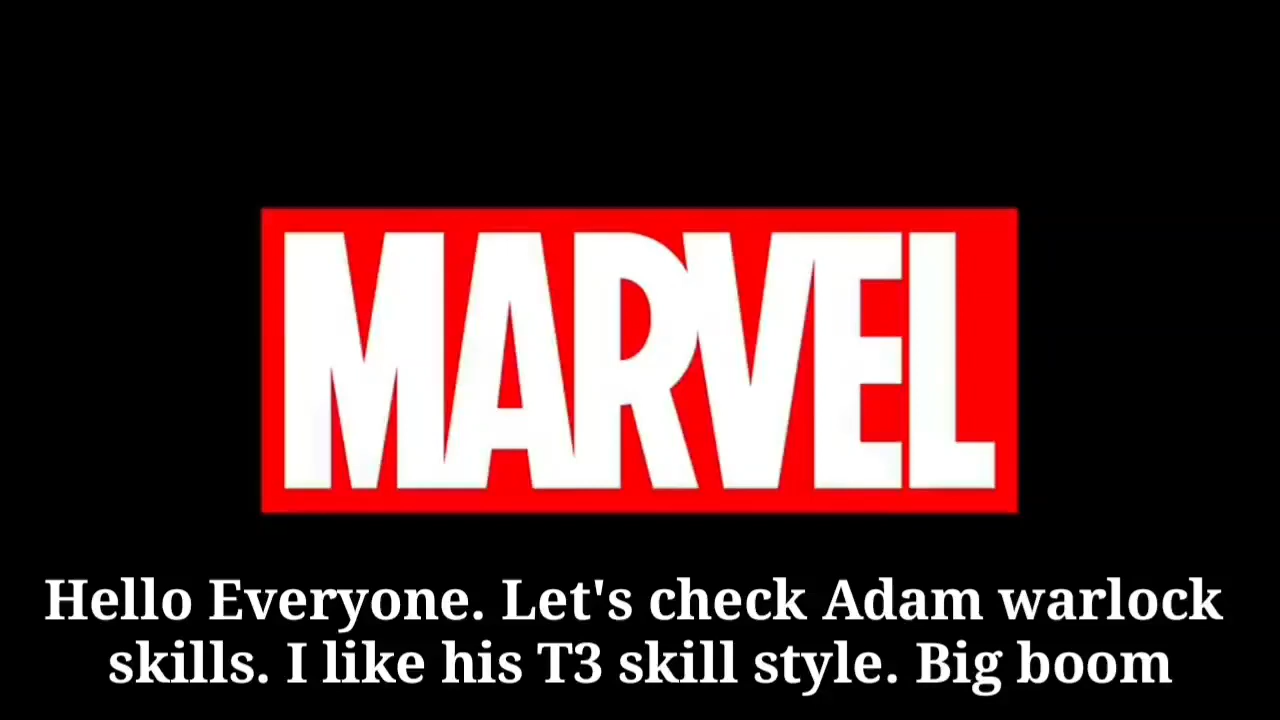 MARVEL
Hello Everyone. Let's check Adam warlock
skills. I like his T3 skill style. Big boom